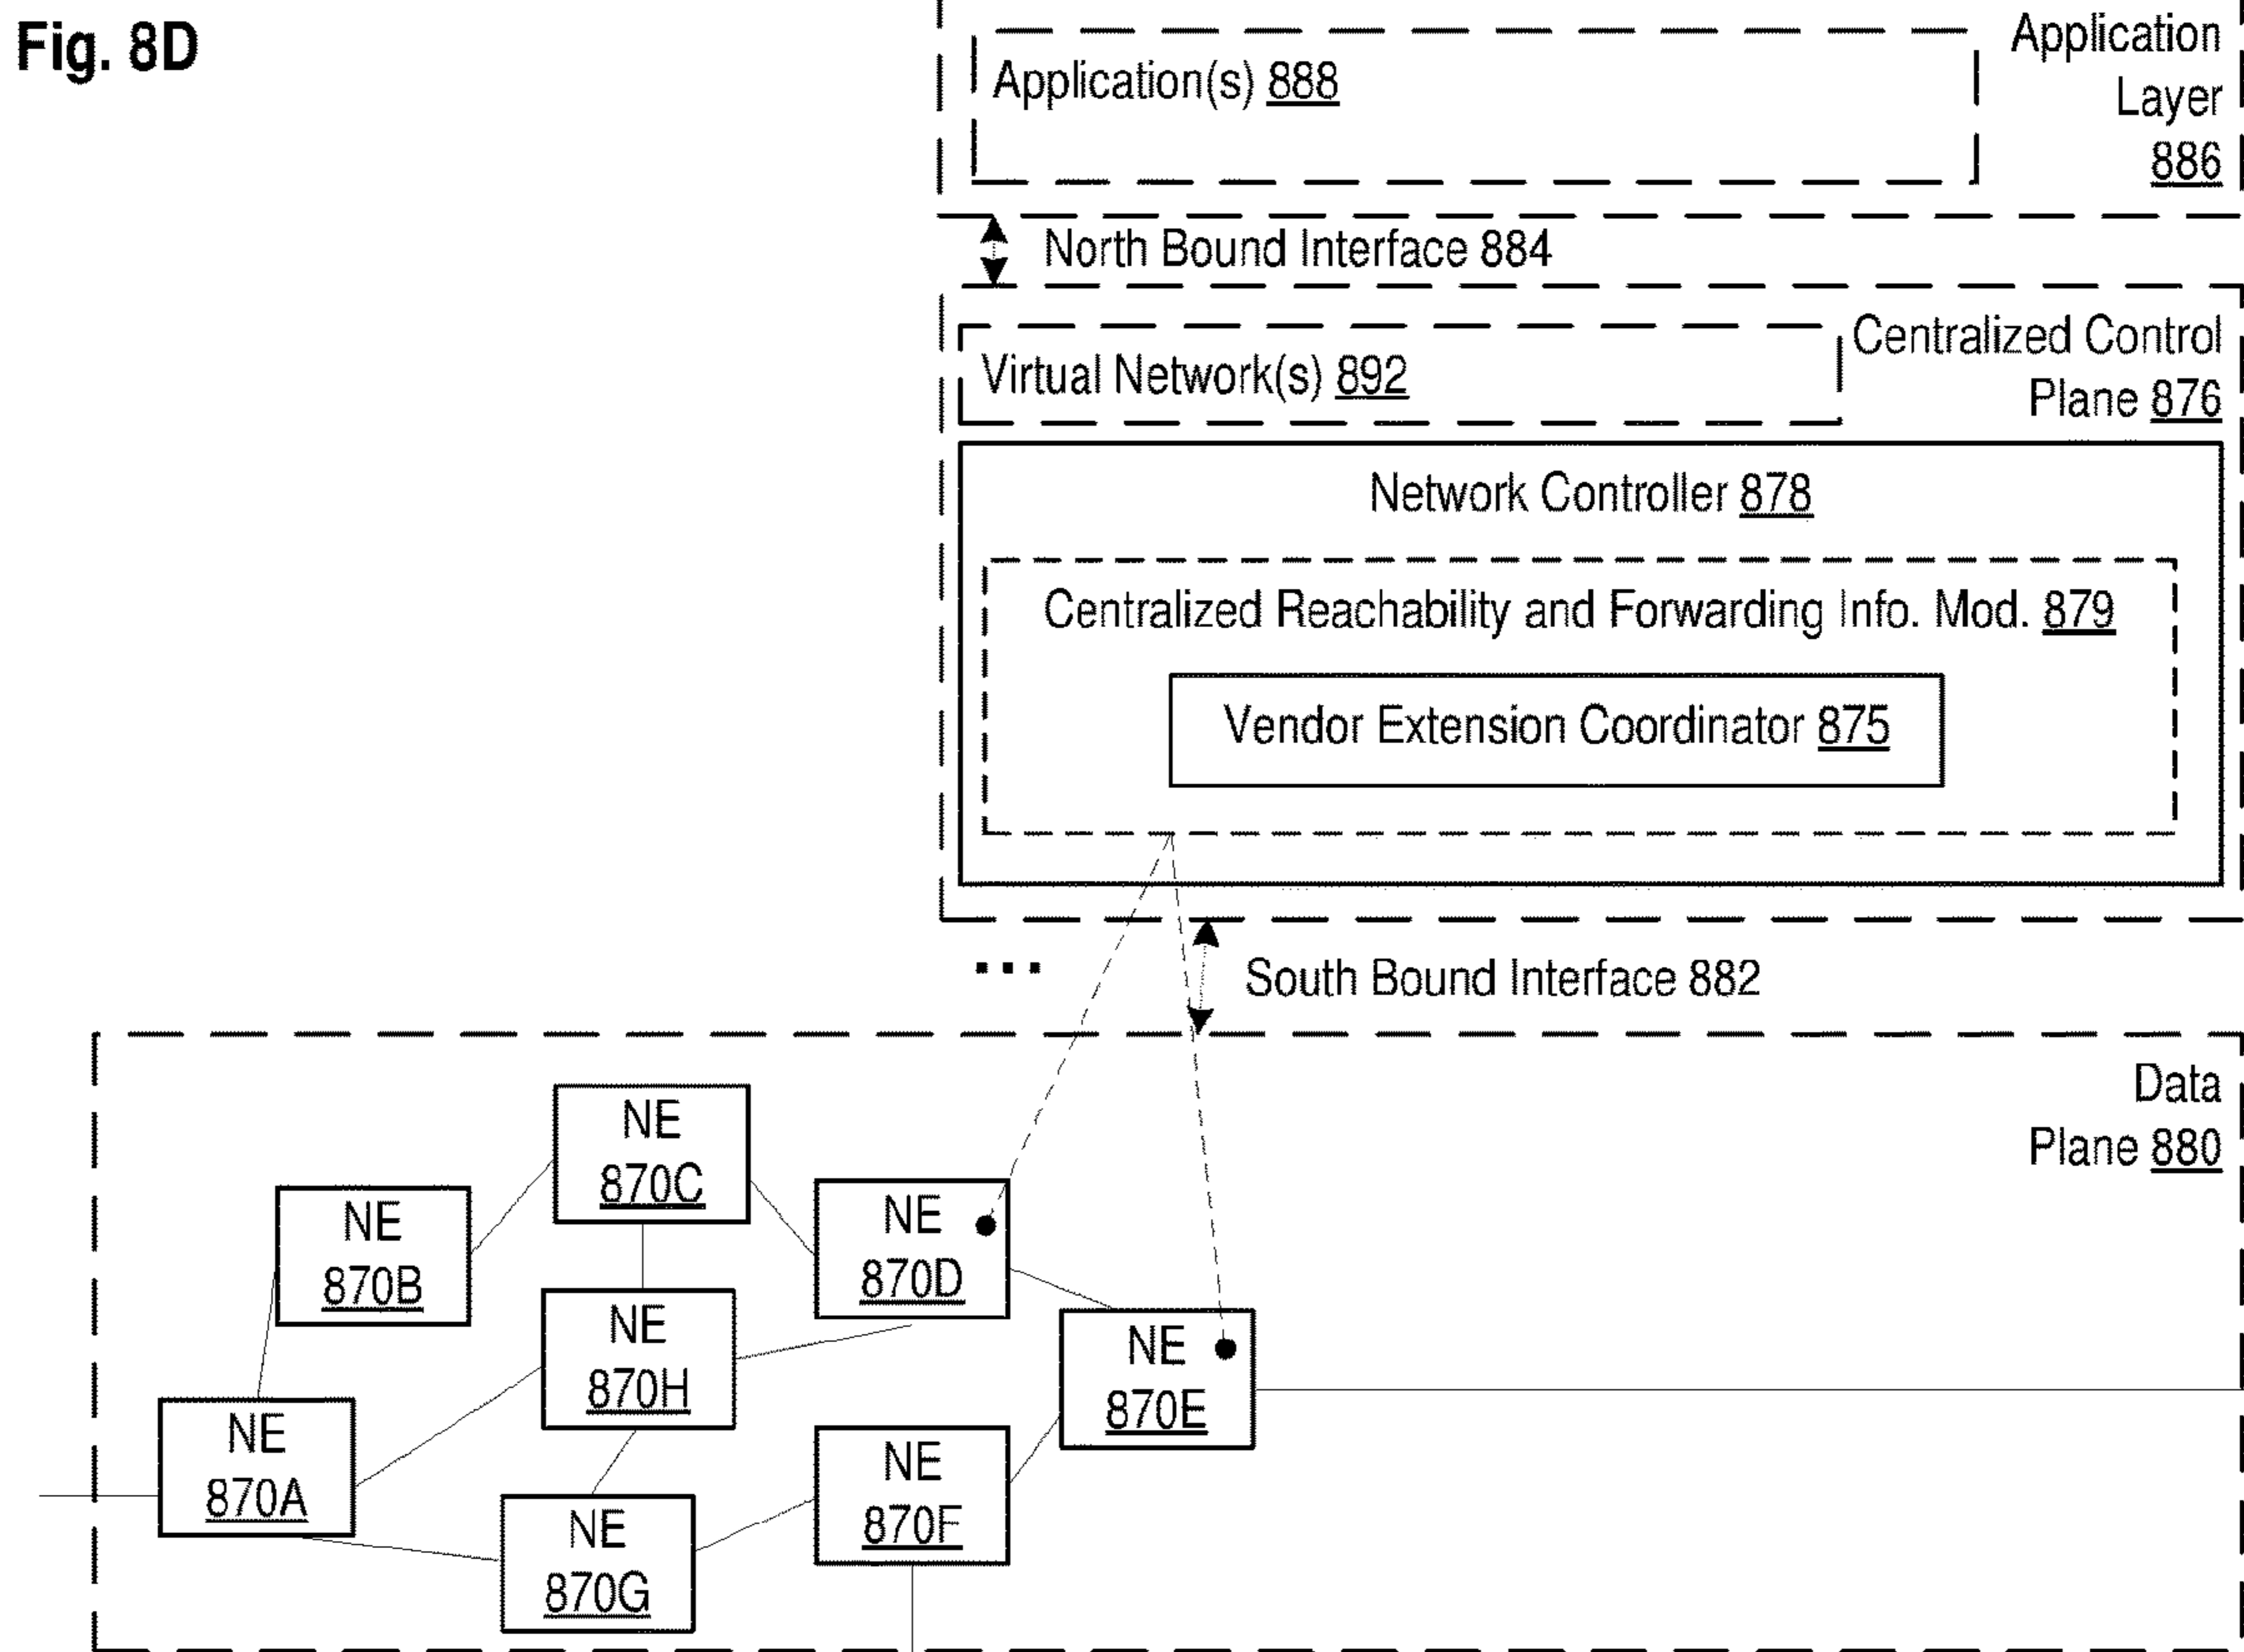 Fig. 8D
Application(s) 888
Application
Layer
886
North Bound Interface 884
Virtual Network(s) 892
Centralized Control
Plane 876
Network Controller 878
Centralized Reachability and Forwarding Info. Mod. 879
Vendor Extension Coordinator 875
...
South Bound Interface 882
Data
Plane 880
NE
870C
NE
870B
NE
870D
NE
870H
NE
870E
NE
870A
NE
870F
NE
870G